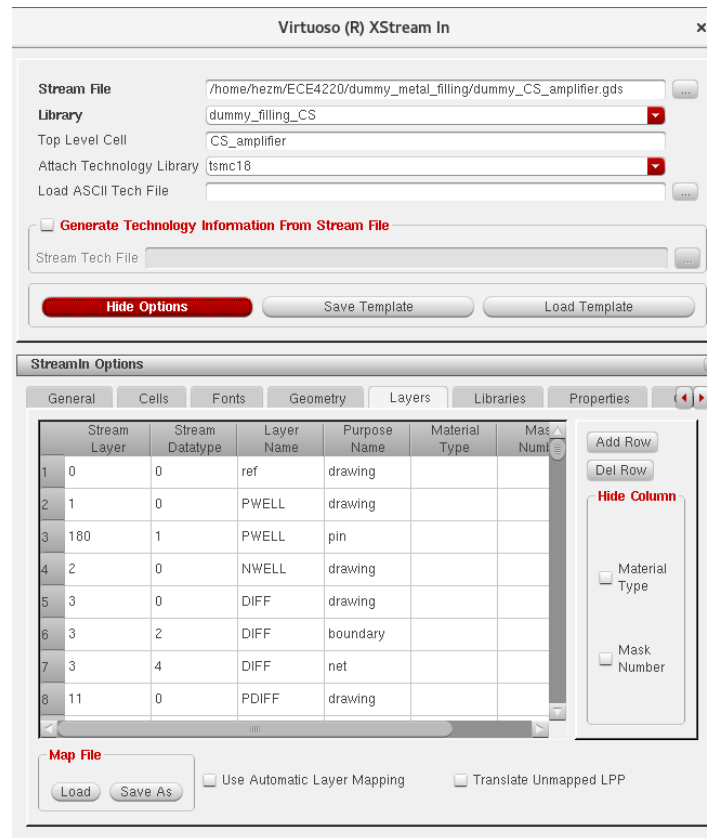 Virtuoso (R) XStream In
Stream File /home/hezm/ECE4220/dummy_metal_filling/dummy_CS_amplifier.gds ...
Library dummy_filling_CS
Top Level Cell CS_amplifier
Attach Technology Library tsmc18
Load ASCII Tech File ...
Generate Technology Information From Stream File
Stream Tech File ...
Hide Options Save Template Load Template
StreamIn Options
General Cells Fonts Geometry Layers Libraries Properties
Stream Layer Stream Datatype Layer Name Purpose Name Material Type Mas Numb
1 0 0 ref drawing
2 1 0 PWELL drawing
3 180 1 PWELL pin
4 2 0 NWELL drawing
5 3 0 DIFF drawing
6 3 2 DIFF boundary
7 3 4 DIFF net
8 11 0 PDIFF drawing
Add Row
Del Row
Hide Column
Material Type
Mask Number
Map File
Load Save As
Use Automatic Layer Mapping Translate Unmapped LPP